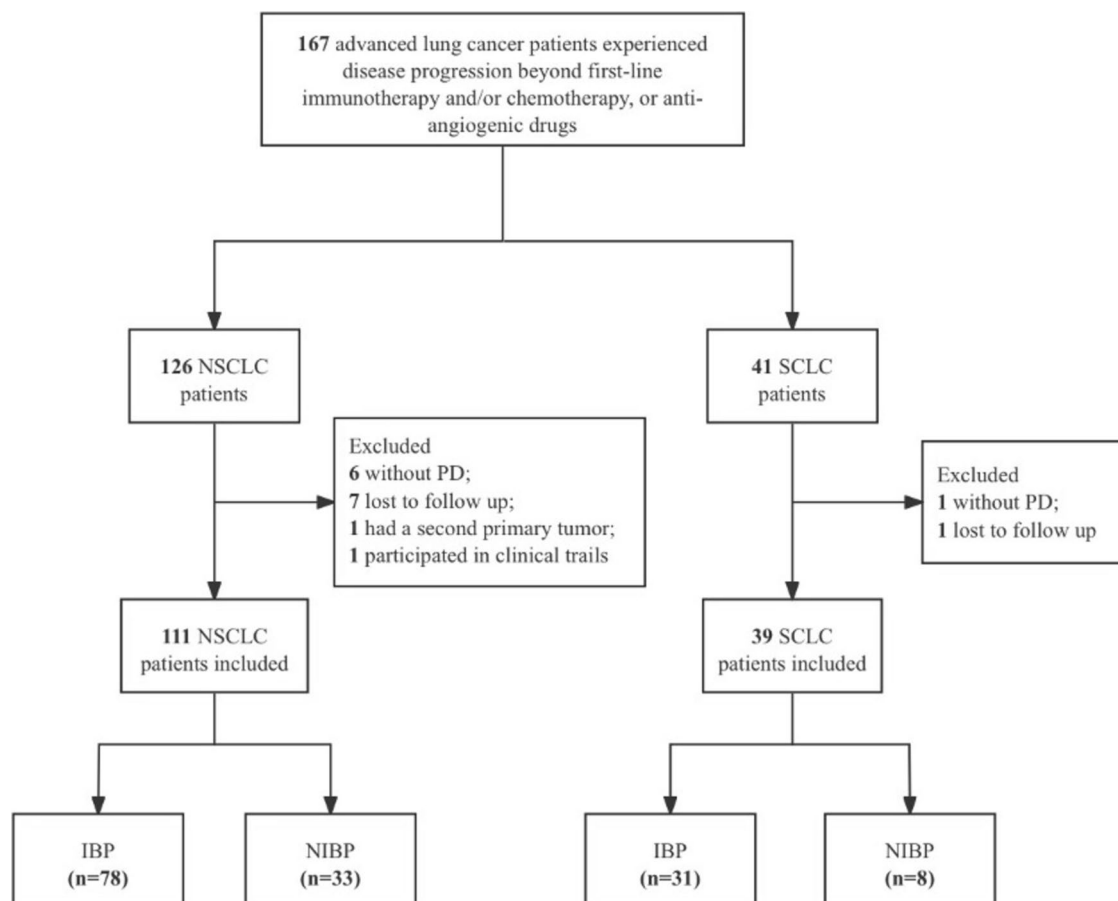 167 advanced lung cancer patients experienced
disease progression beyond first-line
immunotherapy and/or chemotherapy, or anti-
angiogenic drugs
126 NSCLC
patients
41 SCLC
patients
Excluded
6 without PD;
7 lost to follow up;
1 had a second primary tumor;
1 participated in clinical trails
Excluded
1 without PD;
1 lost to follow up
111 NSCLC
patients included
39 SCLC
patients included
IBP
(n=78)
NIBP
(n=33)
IBP
(n=31)
NIBP
(n=8)